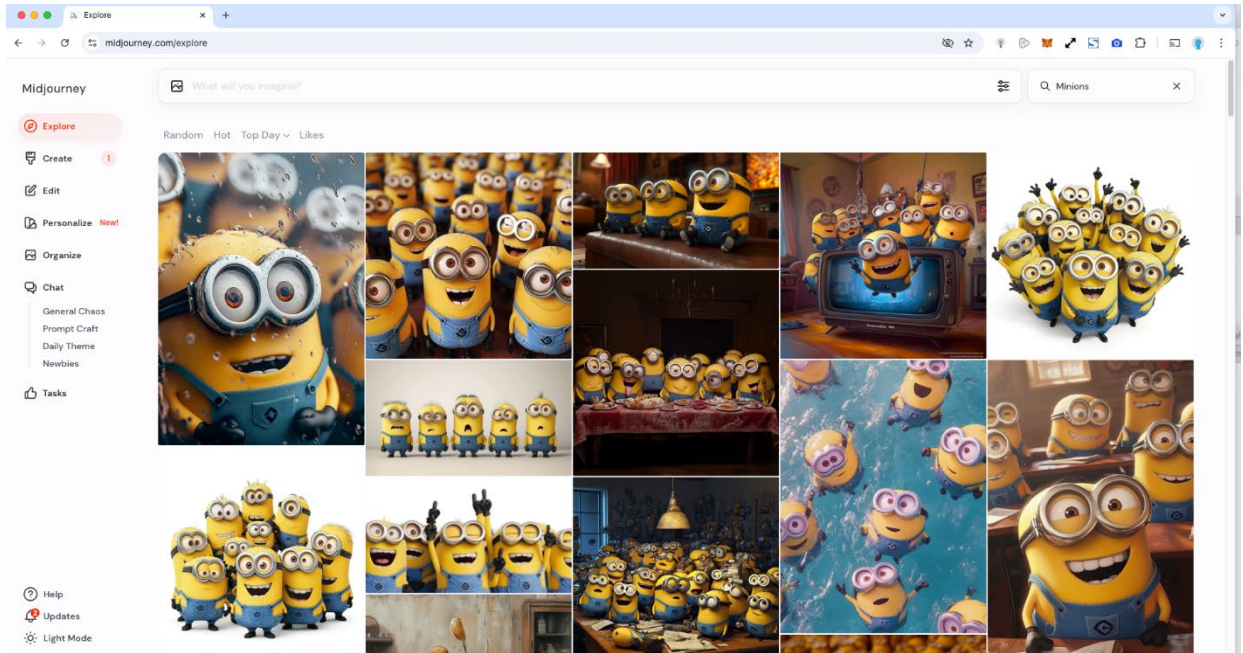 Explore
midjourney.com/explore
Midjourney
What will you imagine?
Minions
Explore
Random Hot Top Day Likes
Create 1
Edit
Personalize New!
Organize
Chat
General Chaos
Prompt Craft
Daily Theme
Newbies
Tasks
Help
Updates
Light Mode